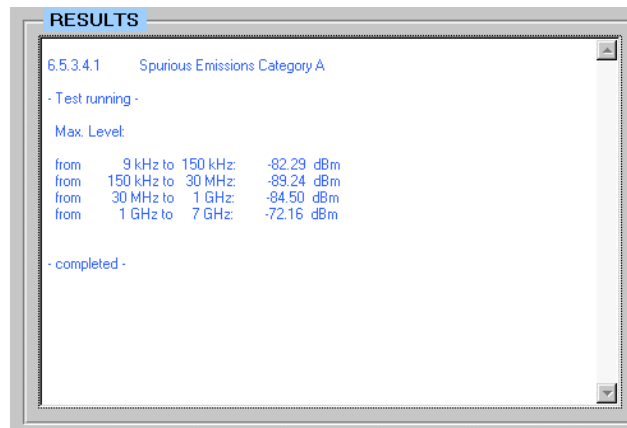 RESULTS
6.5.3.4.1 Spurious Emissions Category A
- Test running -
Max. Level:
from 9 kHz to 150 kHz: -82.29 dBm
from 150 kHz to 30 MHz: -89.24 dBm
from 30 MHz to 1 GHz: -84.50 dBm
from 1 GHz to 7 GHz: -72.16 dBm
- completed -